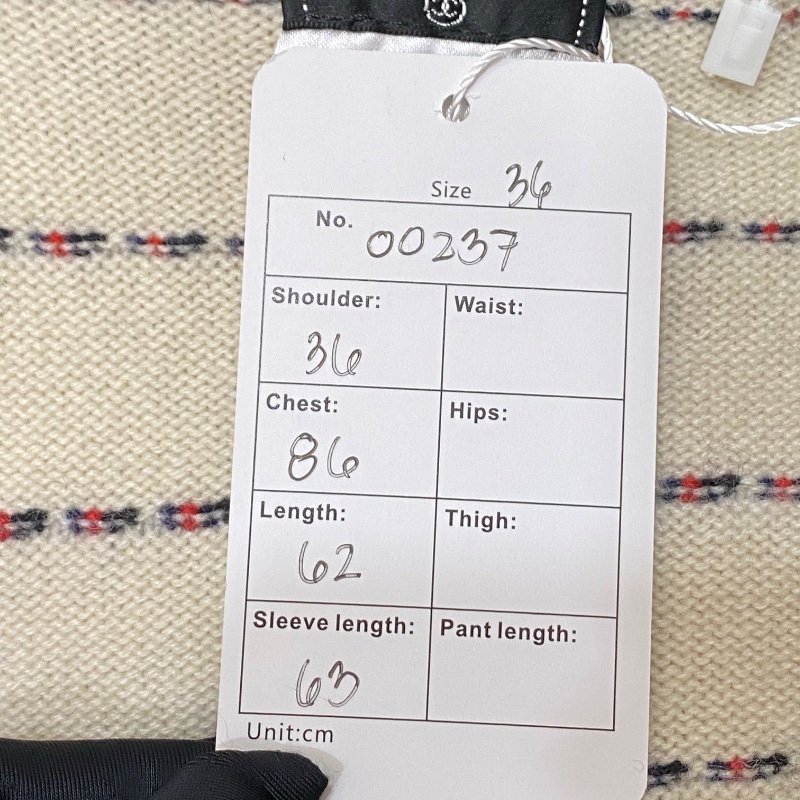 Size 36
No. 00237
Shoulder: Waist:
36
Chest: Hips:
86
Length: Thigh:
62
Sleeve length: Pant length:
63
Unit:cm